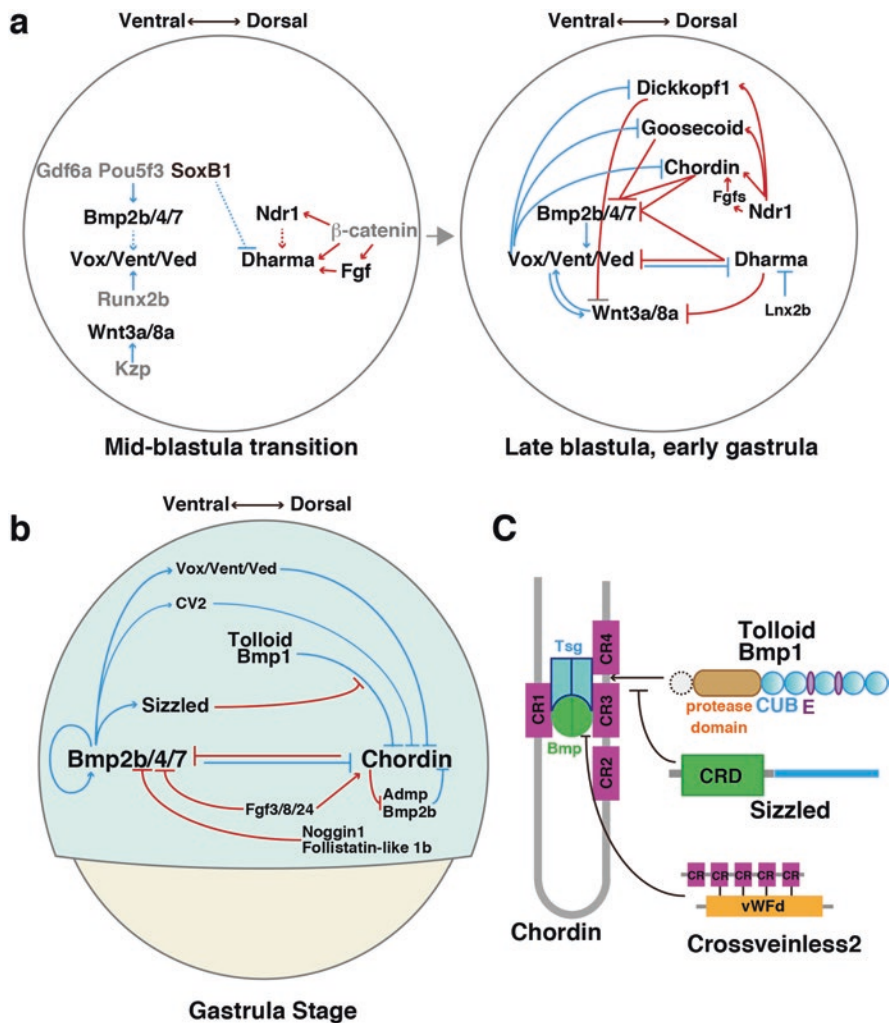 a
Ventral Dorsal
Gdf6a Pou5f3 SoxB1
Bmp2b/4/7
Ndr1
β-catenin
Vox/Vent/Ved
Dharma
Fgf
Runx2b
Wnt3a/8a
Kzp
Mid-blastula transition
Ventral Dorsal
Dickkopf1
Goosecoid
Chordin
Fgfs
Bmp2b/4/7
Ndr1
Vox/Vent/Ved
Dharma
Wnt3a/8a
Lnx2b
Late blastula, early gastrula
b
Ventral Dorsal
Vox/Vent/Ved
CV2
Tolloid
Bmp1
Sizzled
Bmp2b/4/7
Chordin
Admp
Bmp2b
Fgf3/8/24
Noggin1
Follistatin-like 1b
Gastrula Stage
C
Tsg
CR4
CR1
CR3
Bmp
CR2
Chordin
Tolloid
Bmp1
protease
domain
CUB E
CRD
Sizzled
CR CR CR CR CR
vWFd
Crossveinless2